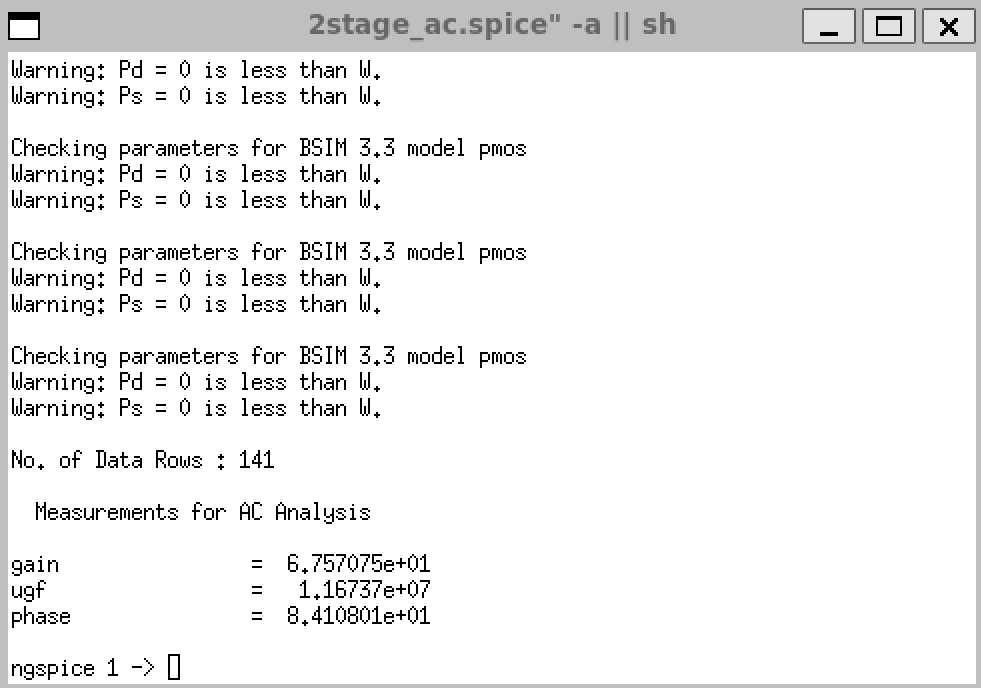 2stage_ac.spice" -a || sh
Warning: Pd = 0 is less than W.
Warning: Ps = 0 is less than W.
Checking parameters for BSIM 3.3 model pmos
Warning: Pd = 0 is less than W.
Warning: Ps = 0 is less than W.
Checking parameters for BSIM 3.3 model pmos
Warning: Pd = 0 is less than W.
Warning: Ps = 0 is less than W.
Checking parameters for BSIM 3.3 model pmos
Warning: Pd = 0 is less than W.
Warning: Ps = 0 is less than W.
No. of Data Rows : 141
Measurements for AC Analysis
gain = 6.757075e+01
ugf = 1.16737e+07
phase = 8.410801e+01
ngspice 1 ->